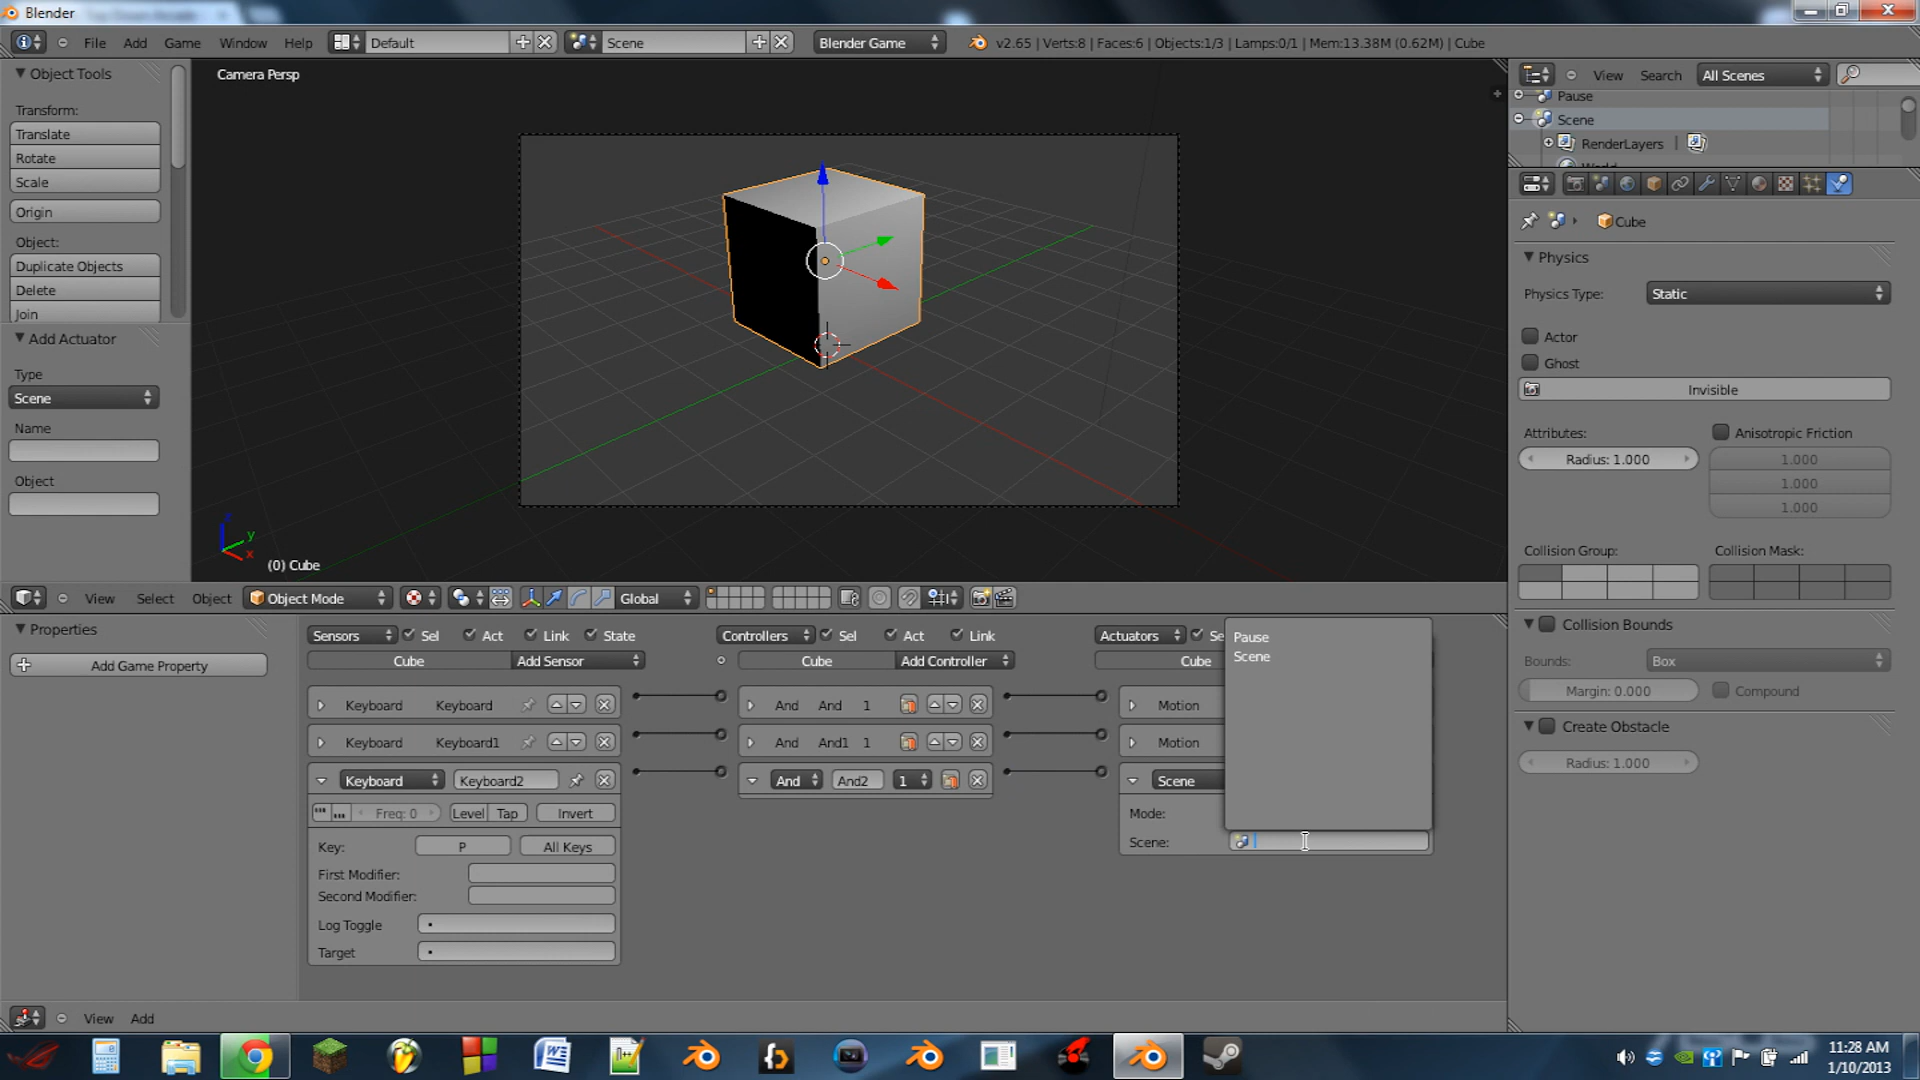 Blender
File Add Game Window Help Default Scene Blender Game v2.65 | Verts:8 | Faces:6 | Objects:1/3 | Lamps:0/1 | Mem:13.38M (0.62M) | Cube
Object Tools
Transform:
Translate
Rotate
Scale
Origin
Object:
Duplicate Objects
Delete
Join
Add Actuator
Type
Scene
Name
Object
Camera Persp
z
y
x
(0) Cube
View Select Object Object Mode Global
View Search All Scenes
Pause
Scene
RenderLayers |
World
Cube
Physics
Physics Type: Static
Actor
Ghost
Invisible
Attributes: Anisotropic Friction
Radius: 1.000 1.000
1.000
1.000
Collision Group: Collision Mask:
Collision Bounds
Bounds: Box
Margin: 0.000 Compound
Create Obstacle
Radius: 1.000
Properties
Add Game Property
Sensors Sel Act Link State
Cube Add Sensor
Keyboard Keyboard
Keyboard Keyboard1
Keyboard Keyboard2
Freq: 0 Level Tap Invert
Key: P All Keys
First Modifier:
Second Modifier:
Log Toggle
Target
Controllers Sel Act Link
Cube Add Controller
And And 1
And And1 1
And And2 1
Actuators Se
Cube
Motion
Motion
Scene
Mode:
Scene:
Pause
Scene
View Add
11:28 AM
1/10/2013